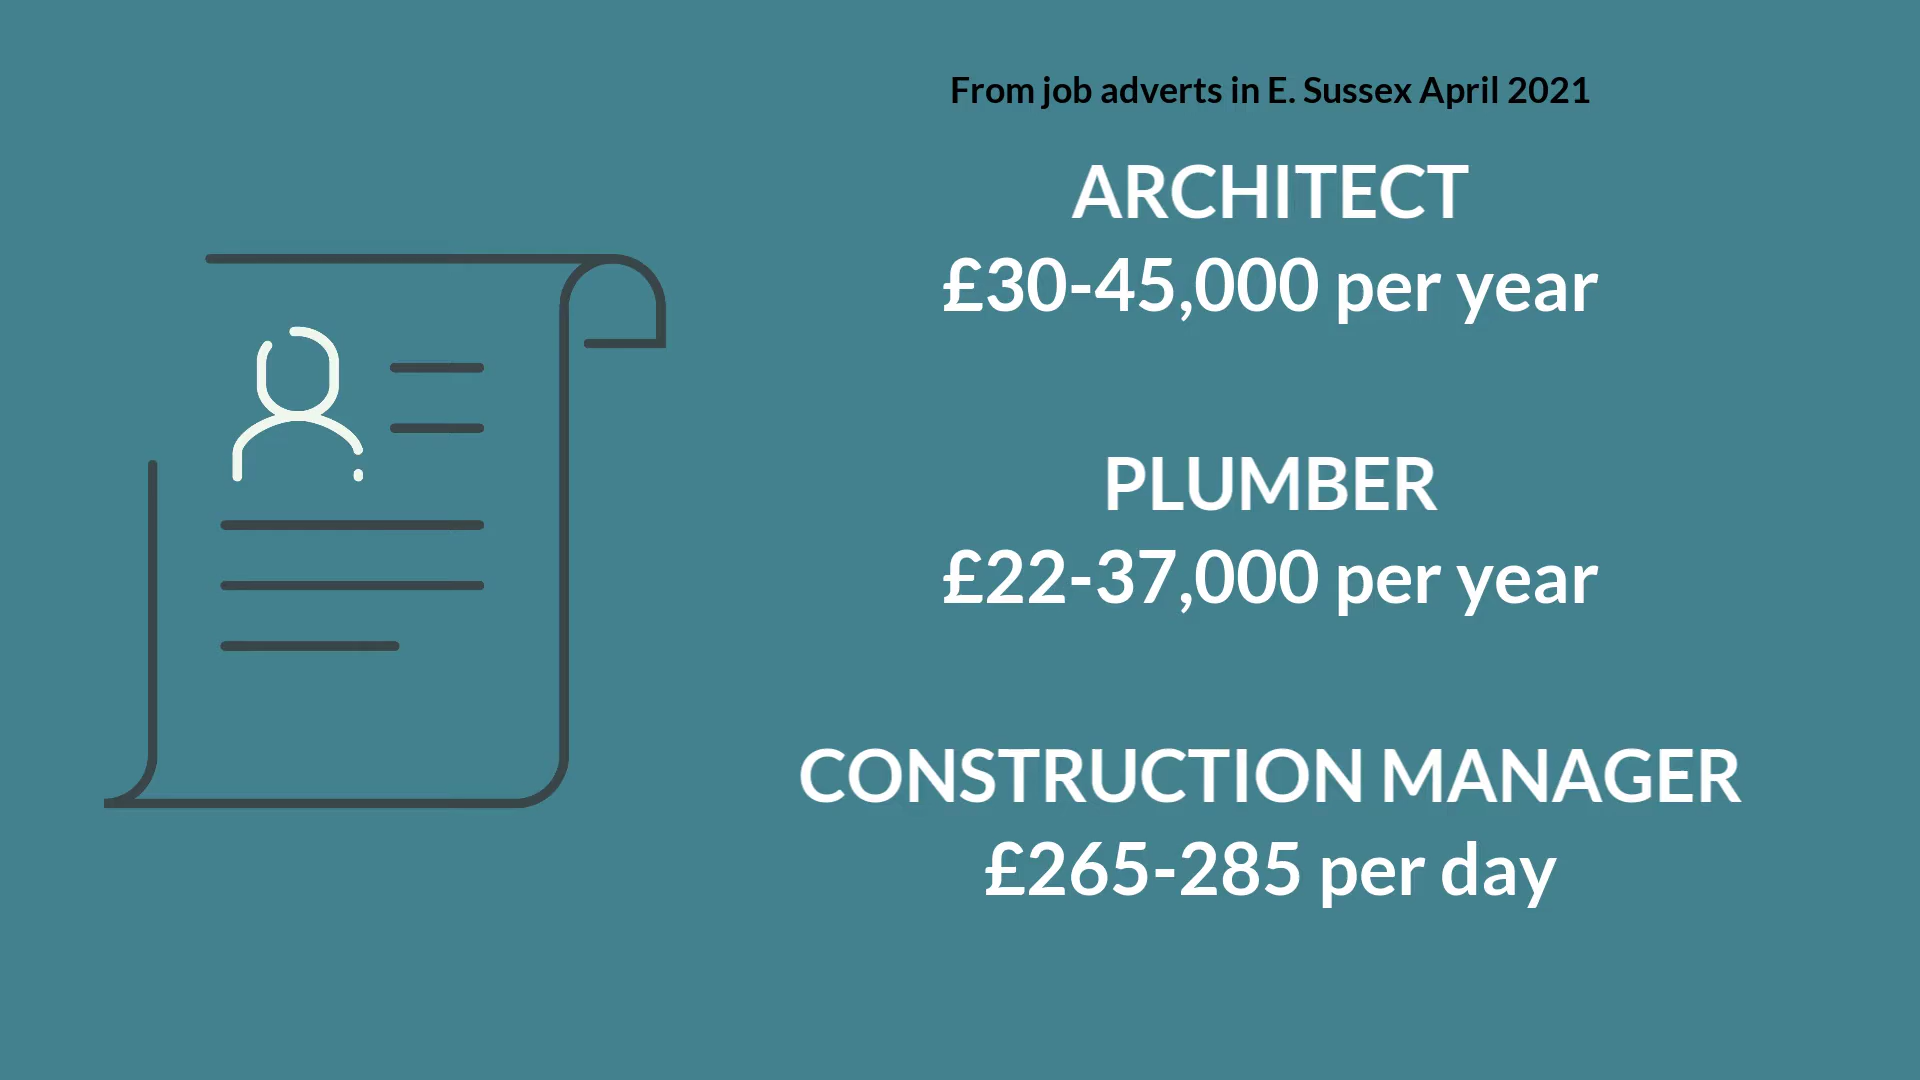 From job adverts in E. Sussex April 2021
ARCHITECT
£30-45,000 per year
PLUMBER
£22-37,000 per year
CONSTRUCTION MANAGER
£265-285 per day